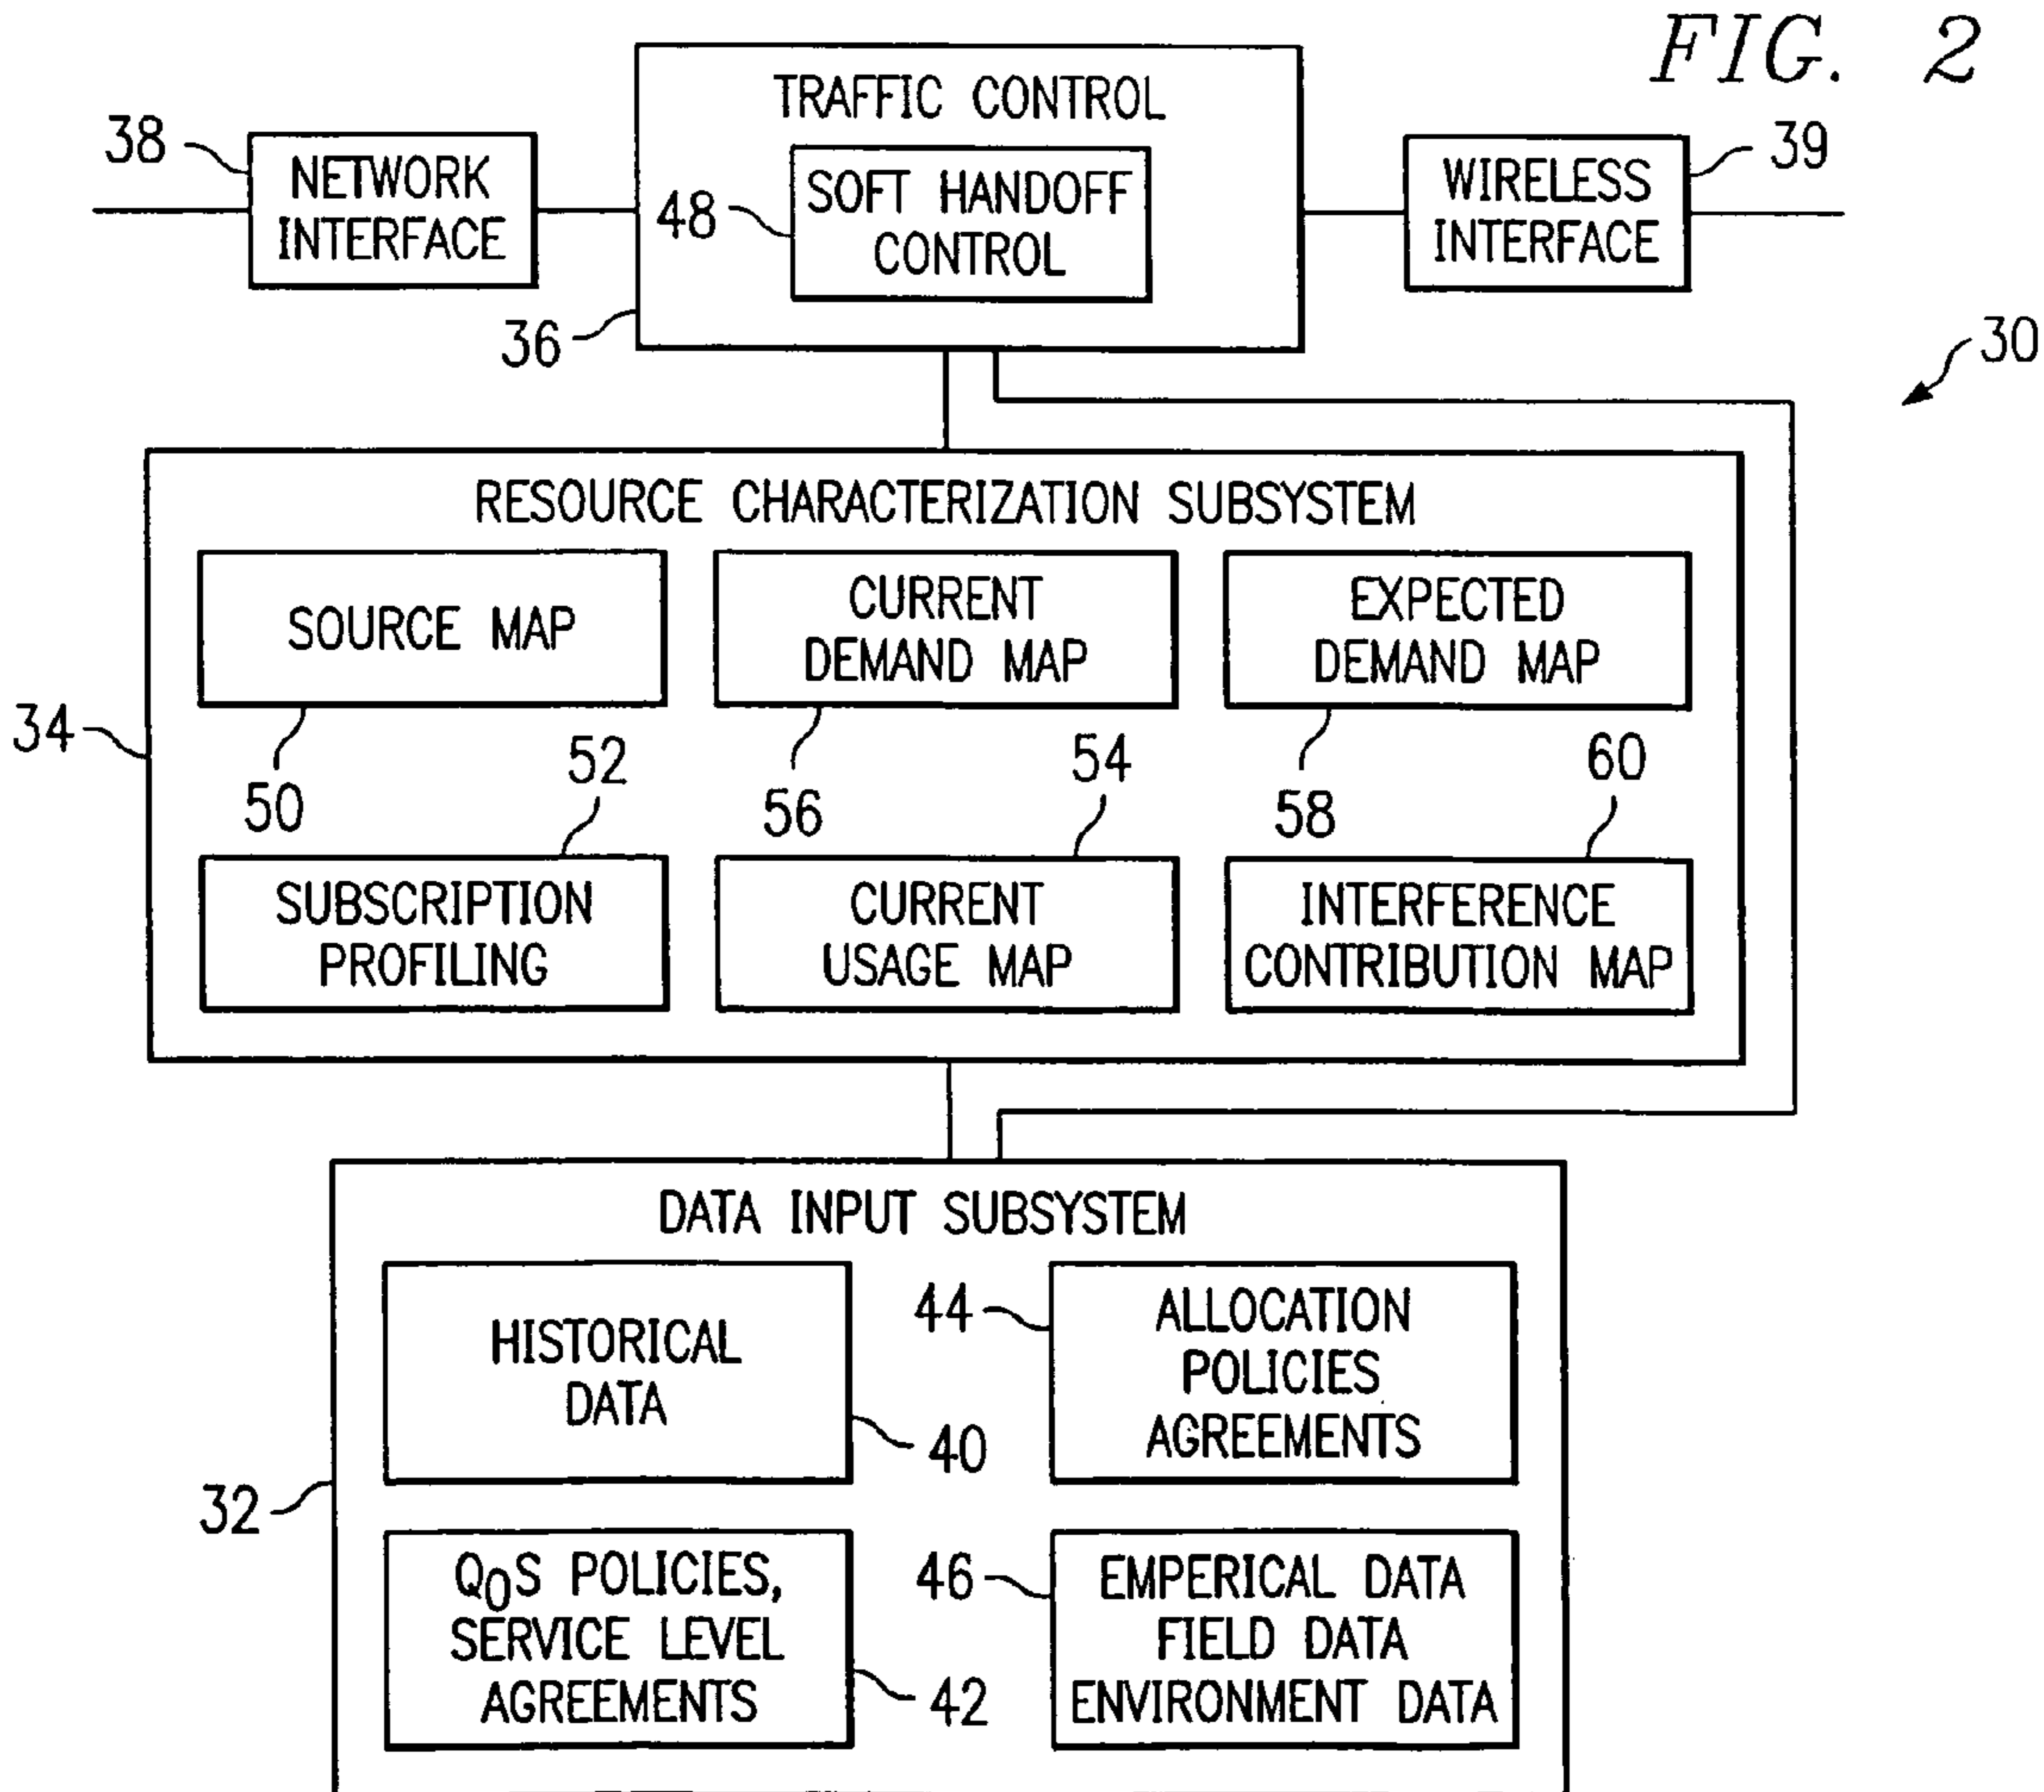 FIG. 2
TRAFFIC CONTROL
38
NETWORK
INTERFACE
48
SOFT HANDOFF
CONTROL
WIRELESS
INTERFACE
39
36
30
RESOURCE CHARACTERIZATION SUBSYSTEM
SOURCE MAP
CURRENT
DEMAND MAP
EXPECTED
DEMAND MAP
34
50
52
56
54
58
60
SUBSCRIPTION
PROFILING
CURRENT
USAGE MAP
INTERFERENCE
CONTRIBUTION MAP
DATA INPUT SUBSYSTEM
HISTORICAL
DATA
40
44
ALLOCATION
POLICIES
AGREEMENTS
32
QOS POLICIES,
SERVICE LEVEL
AGREEMENTS
42
46
EMPERICAL DATA
FIELD DATA
ENVIRONMENT DATA